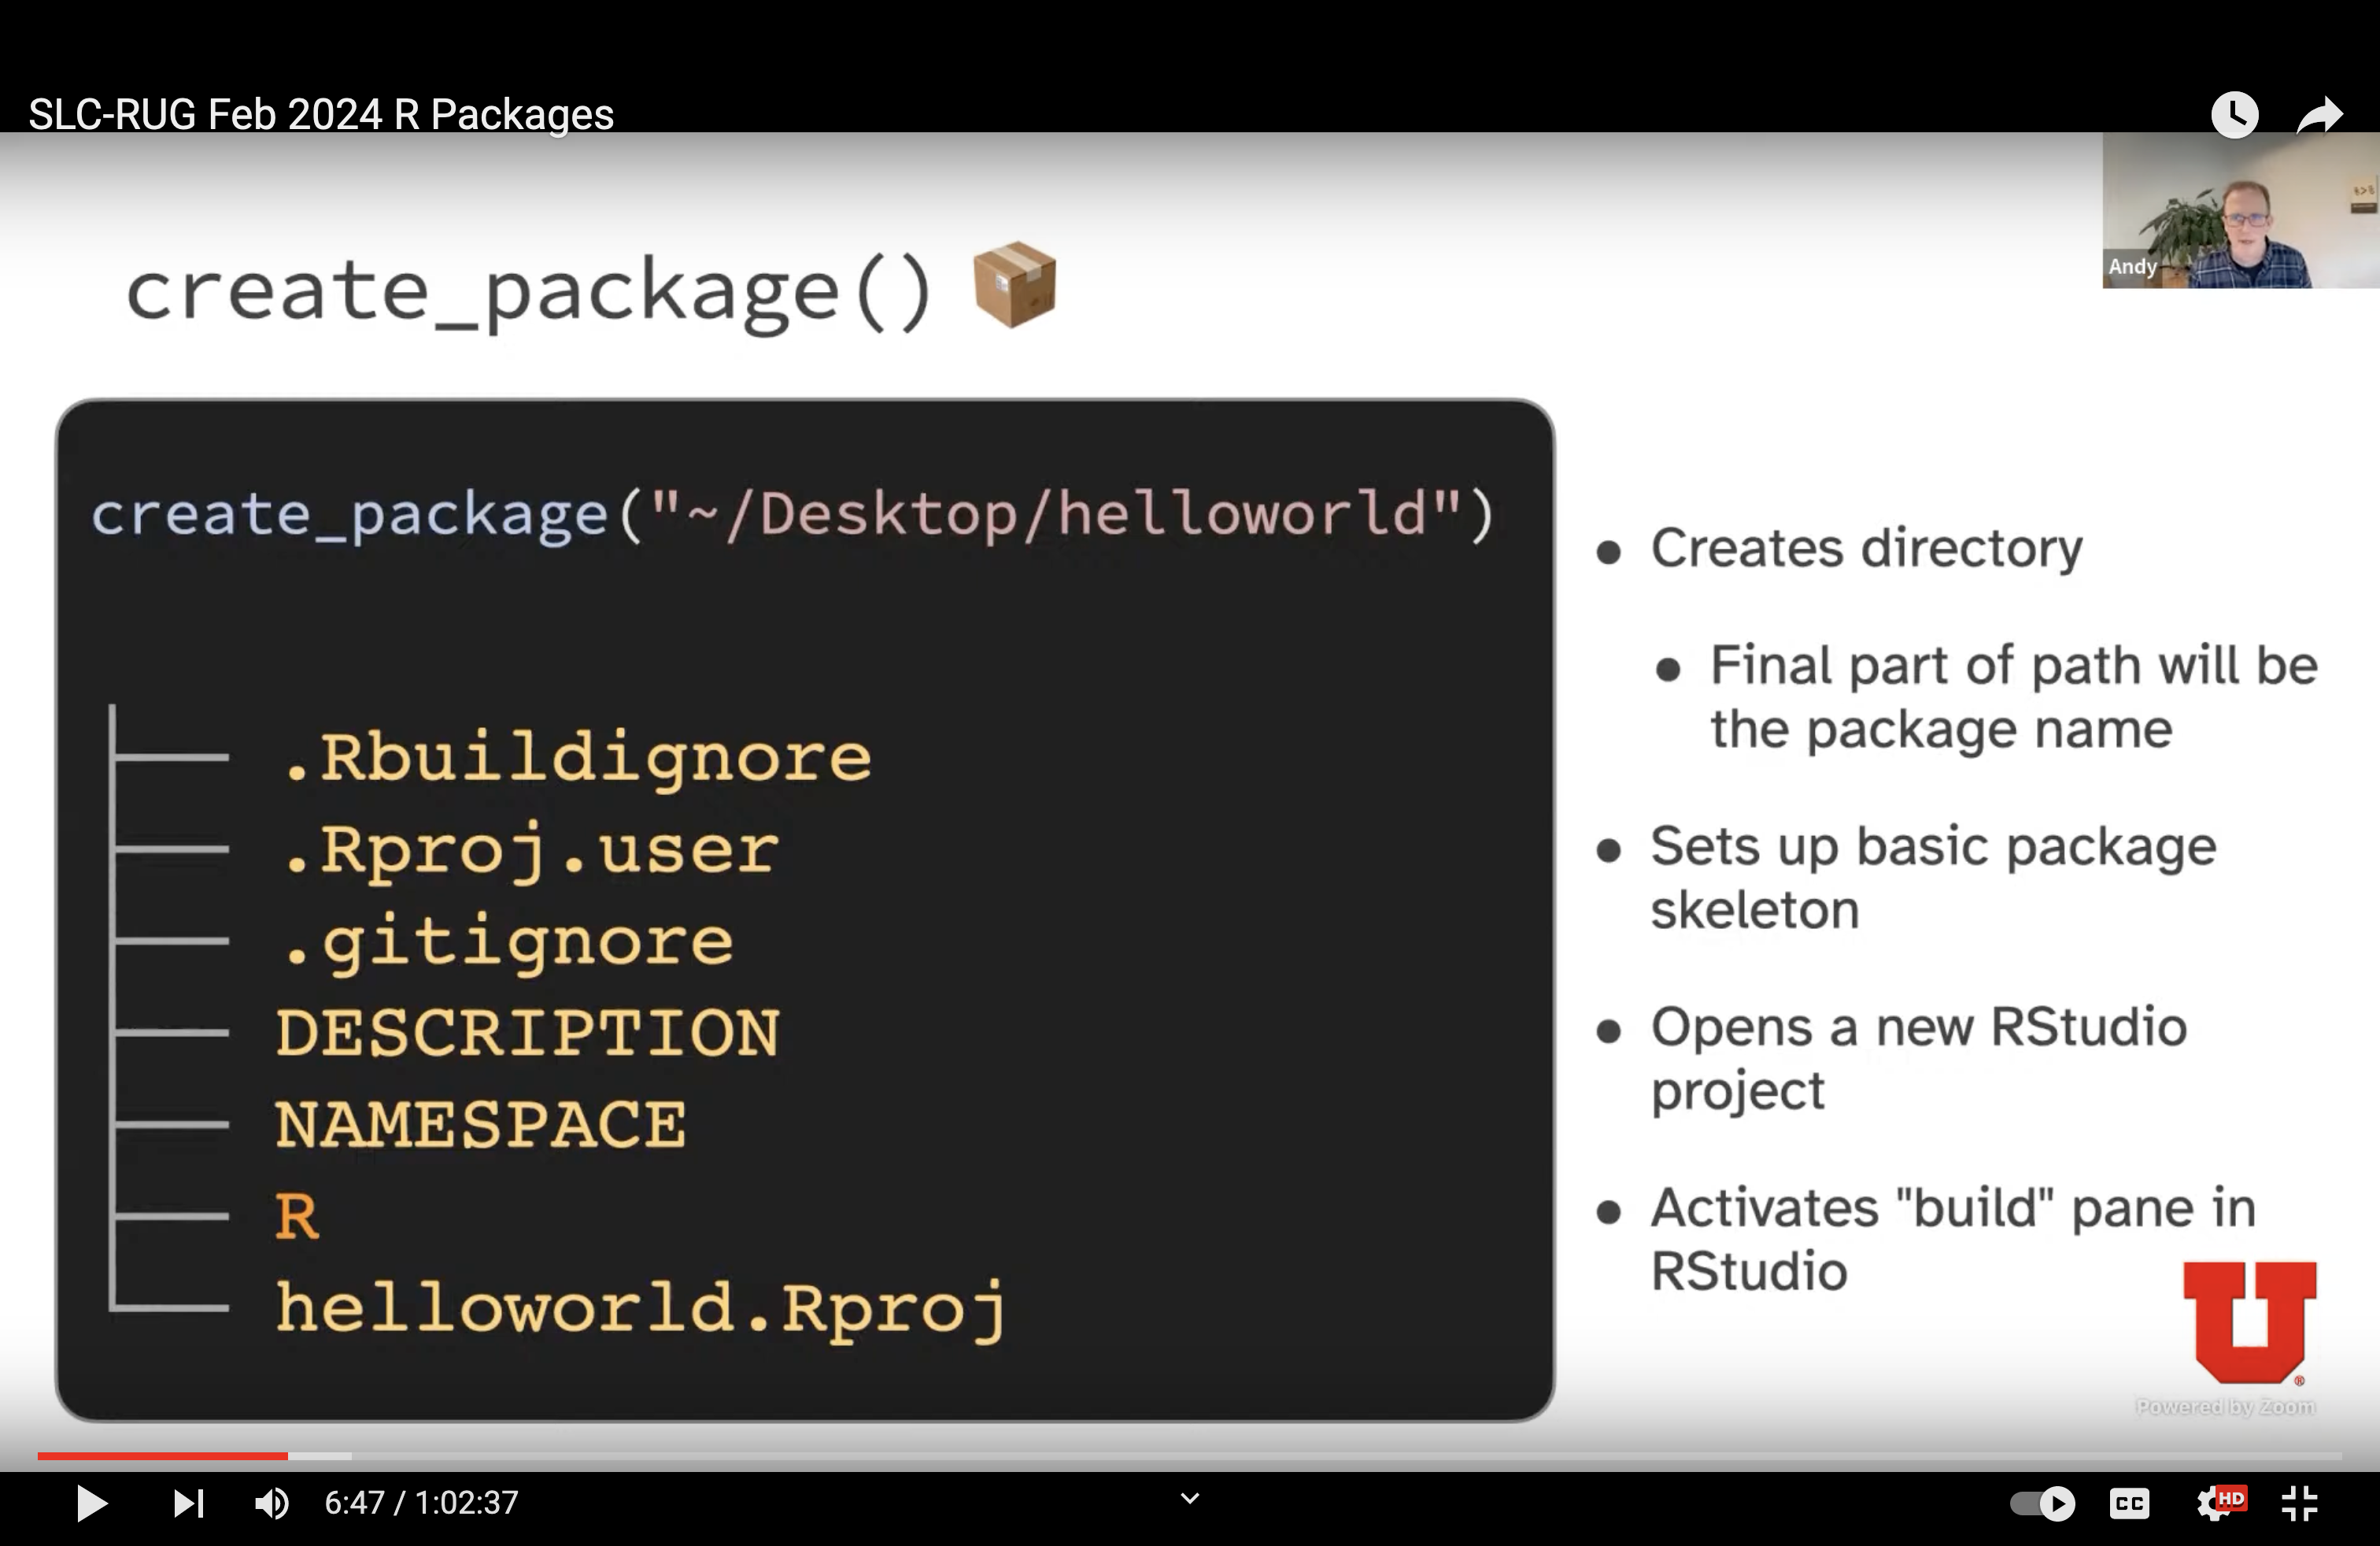 SLC-RUG Feb 2024 R Packages
Andy
create_package()
create_package("~/Desktop/helloworld")
.Rbuildignore
.Rproj.user
.gitignore
DESCRIPTION
NAMESPACE
R
helloworld.Rproj
• Creates directory
• Final part of path will be
the package name
• Sets up basic package
skeleton
• Opens a new RStudio
project
• Activates "build" pane in
RStudio
U
®
Powered by Zoom
6:47 / 1:02:37
CC
HD